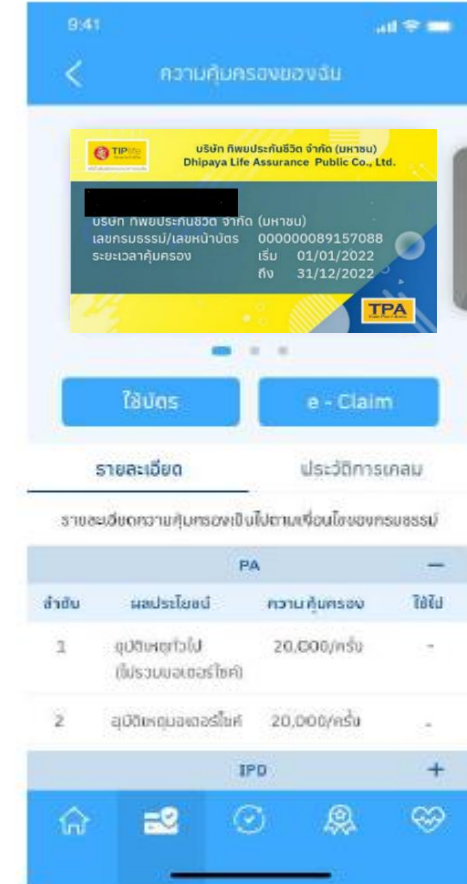 9:41
ความคุ้มครองของฉัน
TIPlife
บริษัท ทิพยประกันชีวิต จำกัด (มหาชน)
Dhipaya Life Assurance Public Co., Ltd.
บริษัท ทิพยประกันชีวิต จำกัด (มหาชน)
เลขกรมธรรม์/เลขหน้าบัตร 000000089157088
ระยะเวลาคุ้มครอง เริ่ม 01/01/2022
ถึง 31/12/2022
TPA
ใช้บัตร e - Claim
รายละเอียด ประวัติการเคลม
รายละเอียดความคุ้มครองเป็นไปตามเงื่อนไขของกรมธรรม์
PA −
ลำดับ ผลประโยชน์ ความคุ้มครอง ใช้ไป
1 อุบัติเหตุทั่วไป 20,000/ครั้ง -
(ไม่รวมมอเตอร์ไซค์)
2 อุบัติเหตุมอเตอร์ไซค์ 20,000/ครั้ง -
IPD +